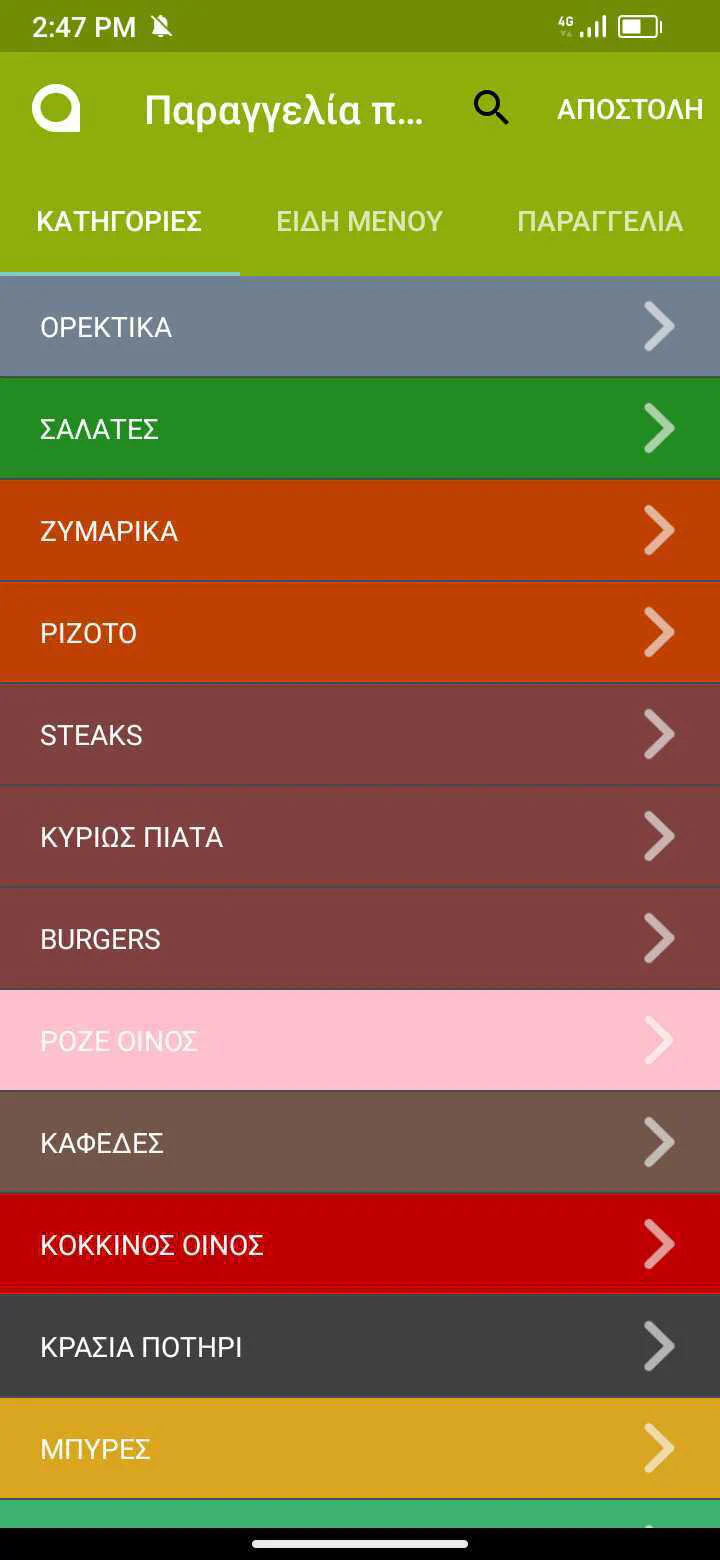 2:47 PM
4G
Παραγγελία π...
ΑΠΟΣΤΟΛΗ
ΚΑΤΗΓΟΡΙΕΣ
ΕΙΔΗ ΜΕΝΟΥ
ΠΑΡΑΓΓΕΛΙΑ
ΟΡΕΚΤΙΚΑ
ΣΑΛΑΤΕΣ
ΖΥΜΑΡΙΚΑ
ΡΙΖΟΤΟ
STEAKS
ΚΥΡΙΩΣ ΠΙΑΤΑ
BURGERS
ΡΟΖΕ ΟΙΝΟΣ
ΚΑΦΕΔΕΣ
ΚΟΚΚΙΝΟΣ ΟΙΝΟΣ
ΚΡΑΣΙΑ ΠΟΤΗΡΙ
ΜΠΥΡΕΣ